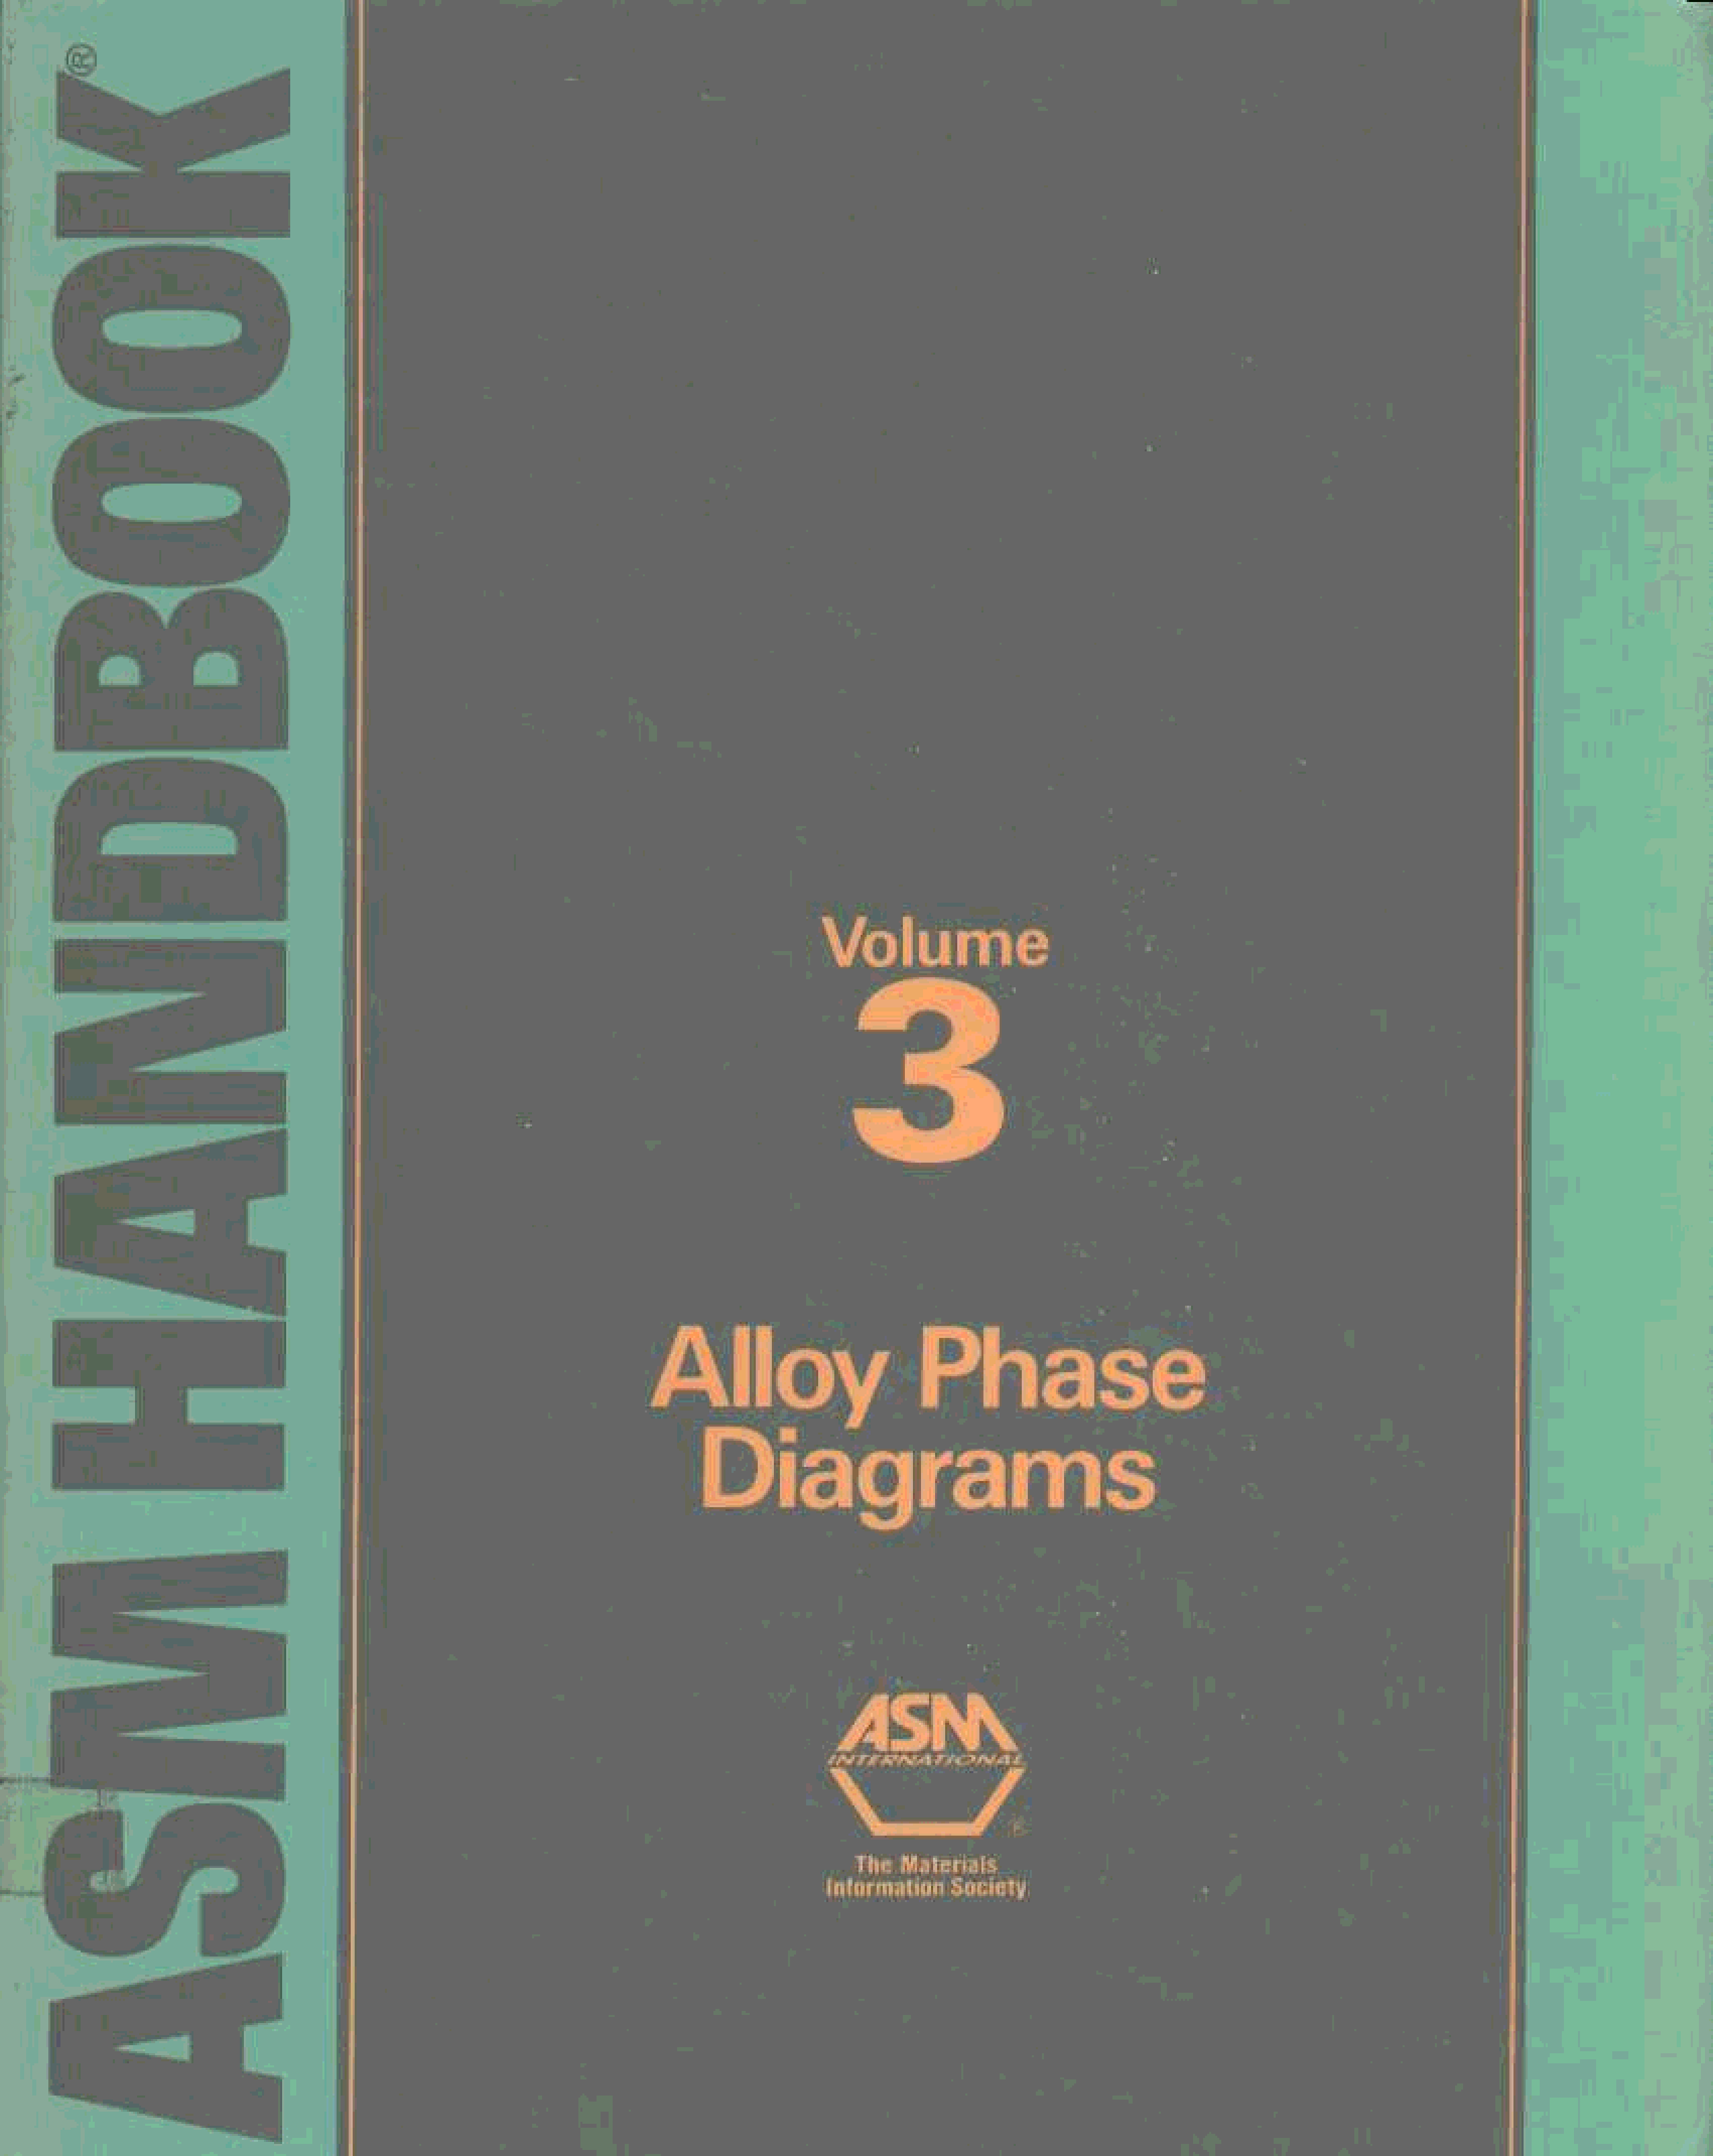 ASM HANDBOOK®
Volume
3
Alloy Phase
Diagrams
ASM
INTERNATIONAL
®
The Materials
Information Society